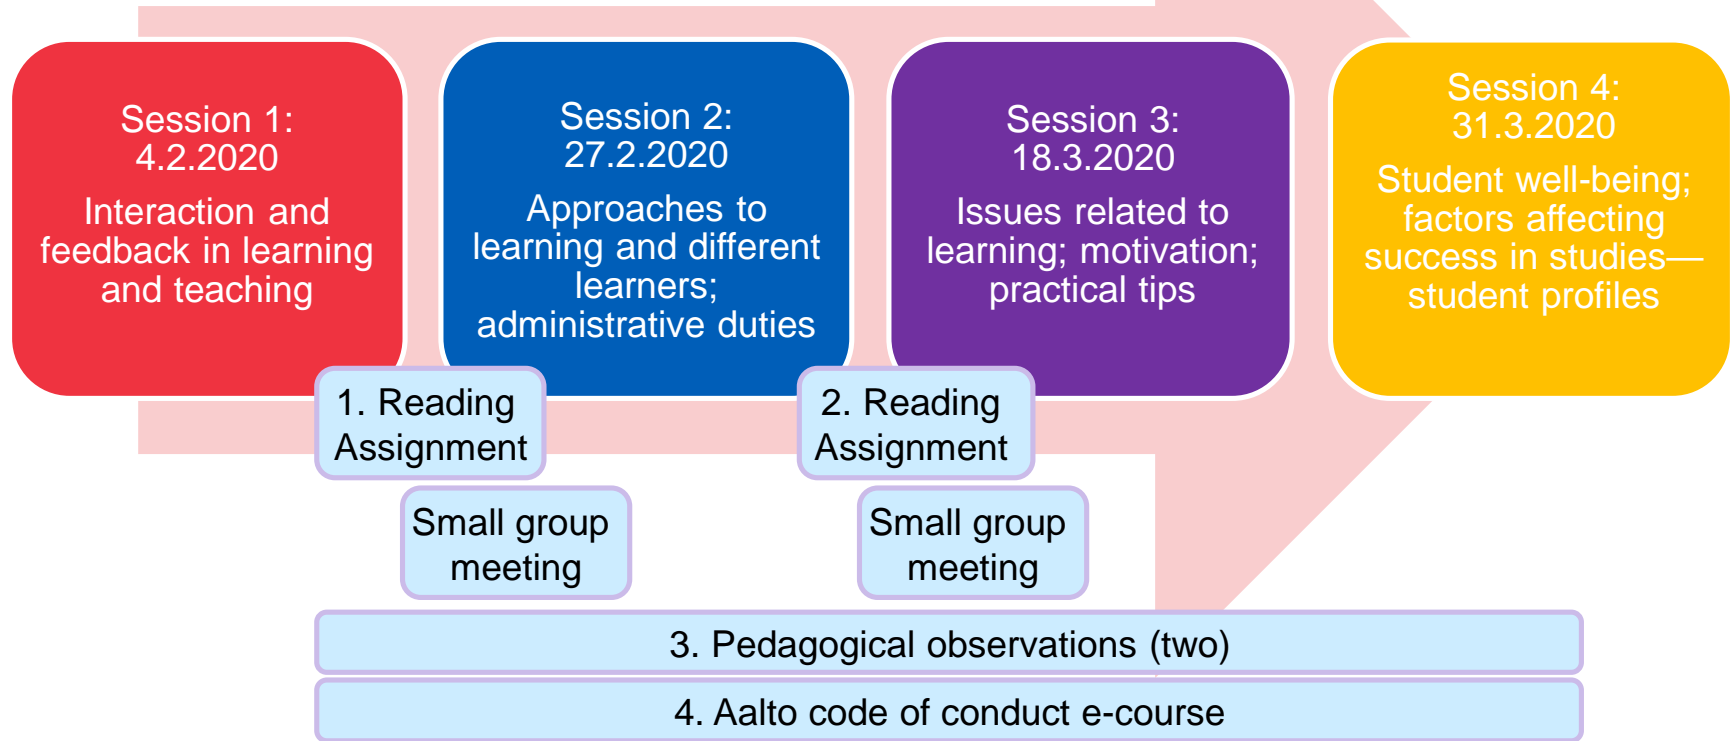 Session 1:
4.2.2020
Interaction and
feedback in learning
and teaching
Session 2:
27.2.2020
Approaches to
learning and different
learners;
administrative duties
Session 3:
18.3.2020
Issues related to
learning; motivation;
practical tips
Session 4:
31.3.2020
Student well-being;
factors affecting
success in studies—
student profiles
1. Reading
Assignment
2. Reading
Assignment
Small group
meeting
Small group
meeting
3. Pedagogical observations (two)
4. Aalto code of conduct e-course